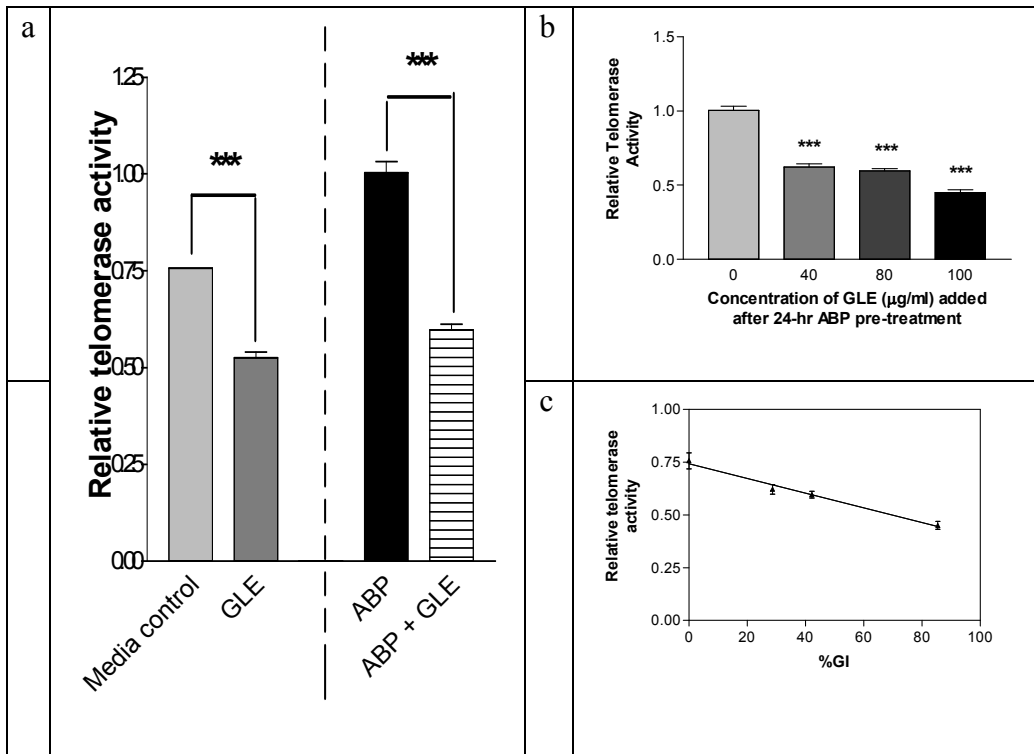 a
Relative telomerase activity
1.25
1.00
0.75
0.50
0.25
0.00
***
***
Media control
GLE
ABP
ABP + GLE
b
Relative Telomerase
Activity
1.5
1.0
0.5
0.0
***
***
***
0 40 80 100
Concentration of GLE (μg/ml) added
after 24-hr ABP pre-treatment
c
Relative telomerase
activity
1.00
0.75
0.50
0.25
0.00
0 20 40 60 80 100
%GI